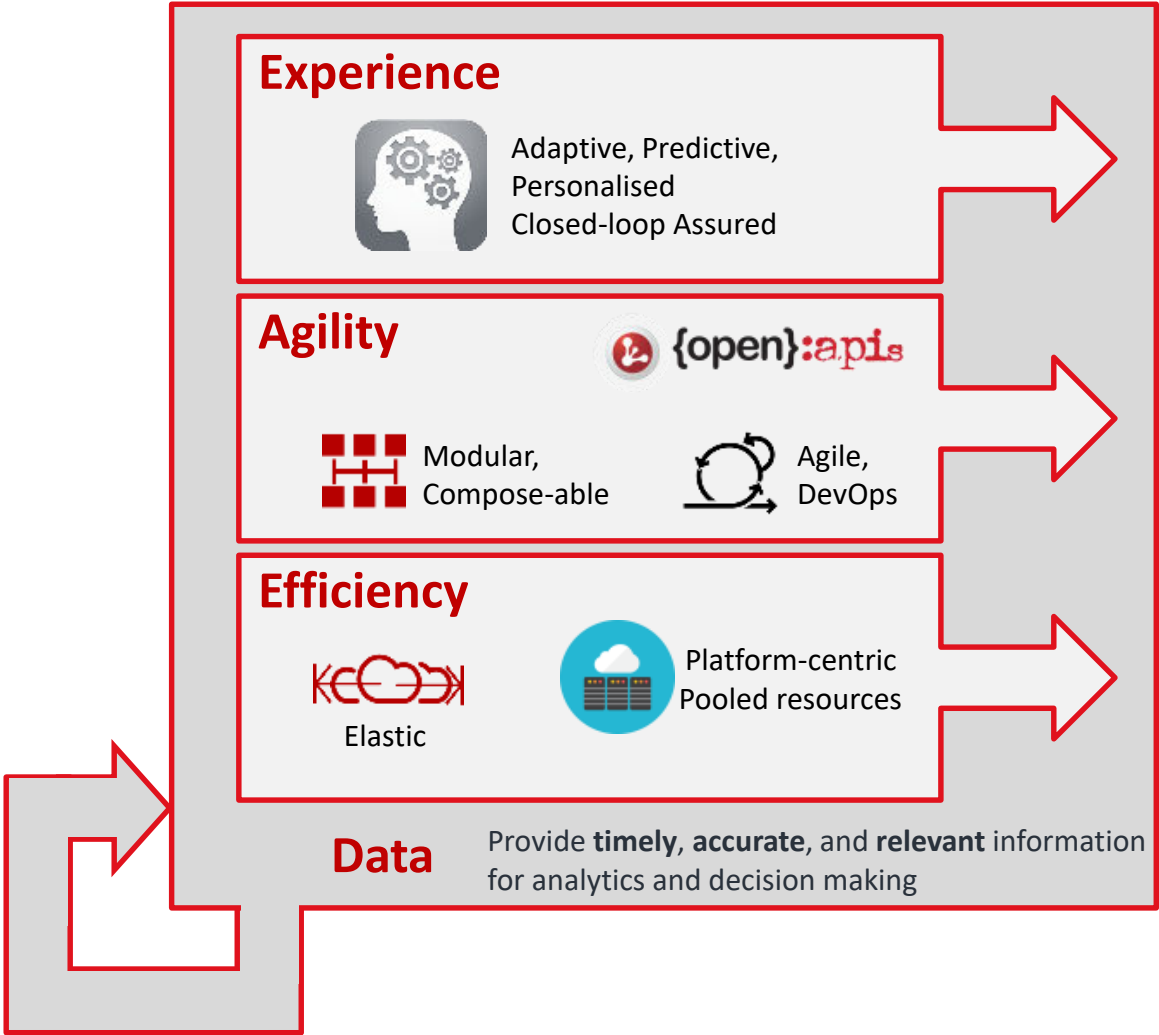 Experience
Adaptive, Predictive,
Personalised
Closed-loop Assured
Agility
{open}:apis
Modular,
Compose-able
Agile,
DevOps
Efficiency
Elastic
Platform-centric
Pooled resources
Data
Provide timely, accurate, and relevant information
for analytics and decision making